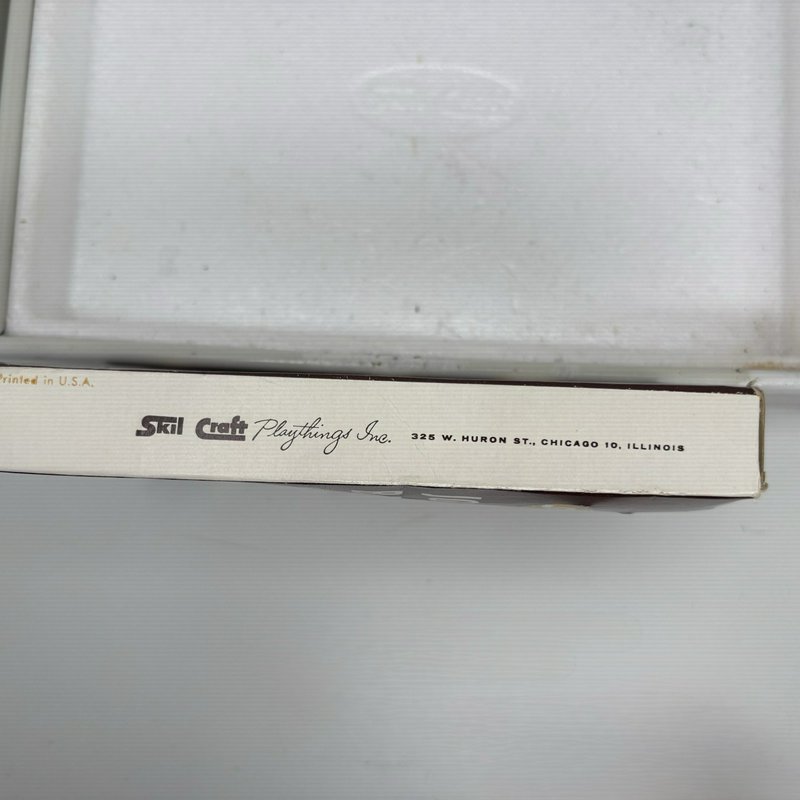 Printed in U.S.A.
Skil Craft Playthings Inc. 325 W. HURON ST., CHICAGO 10, ILLINOIS